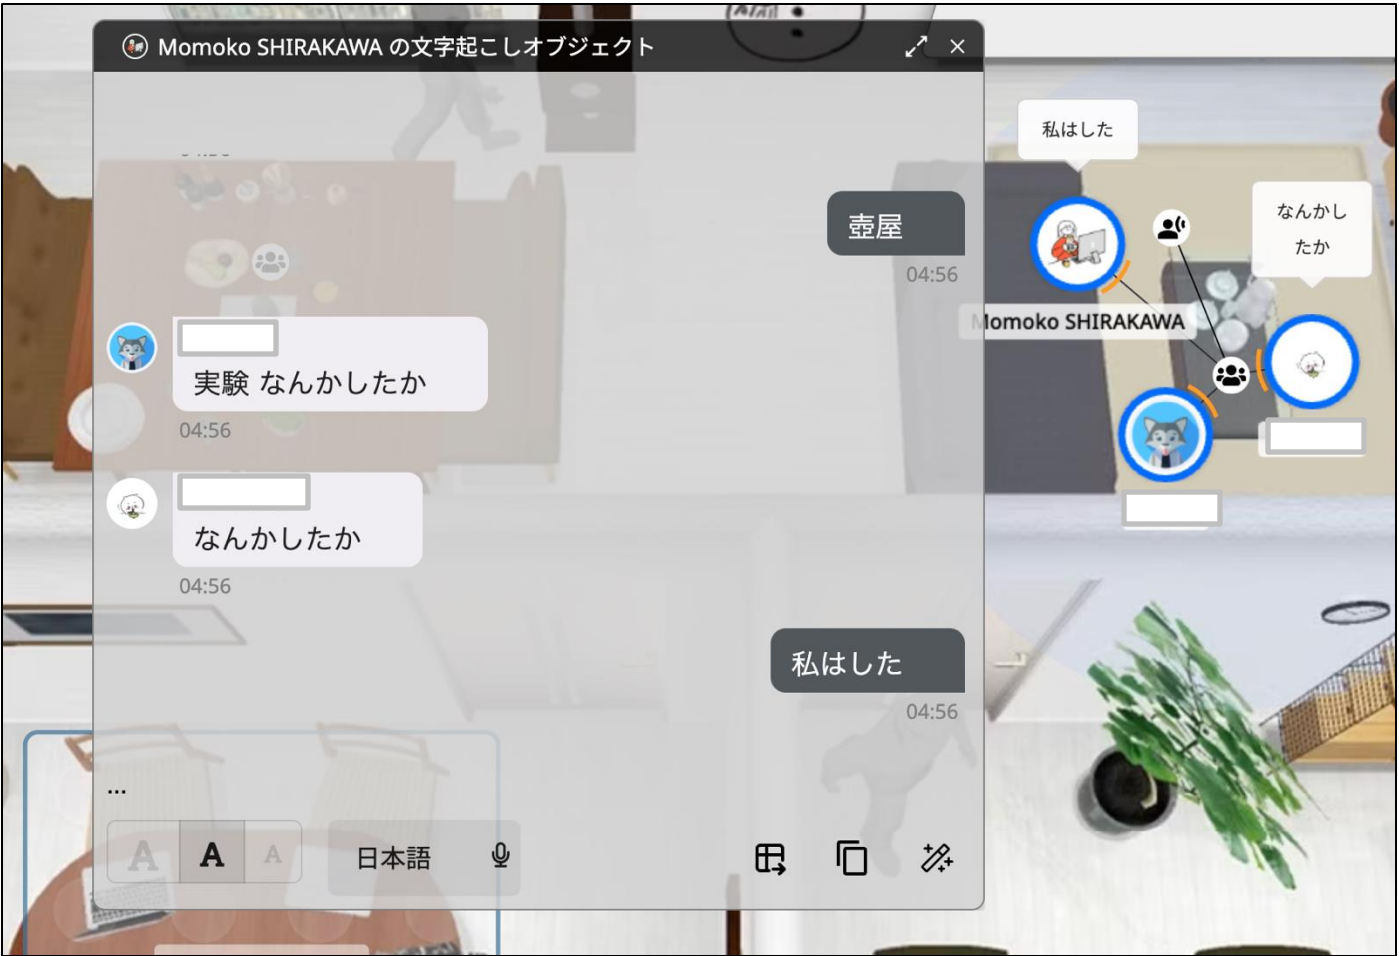 Momoko SHIRAKAWA の文字起こしオブジェクト
壺屋
04:56
実験 なんかしたか
04:56
なんかしたか
04:56
私はした
04:56
...
A A A
日本語
私はした
なんかし
たか
Momoko SHIRAKAWA